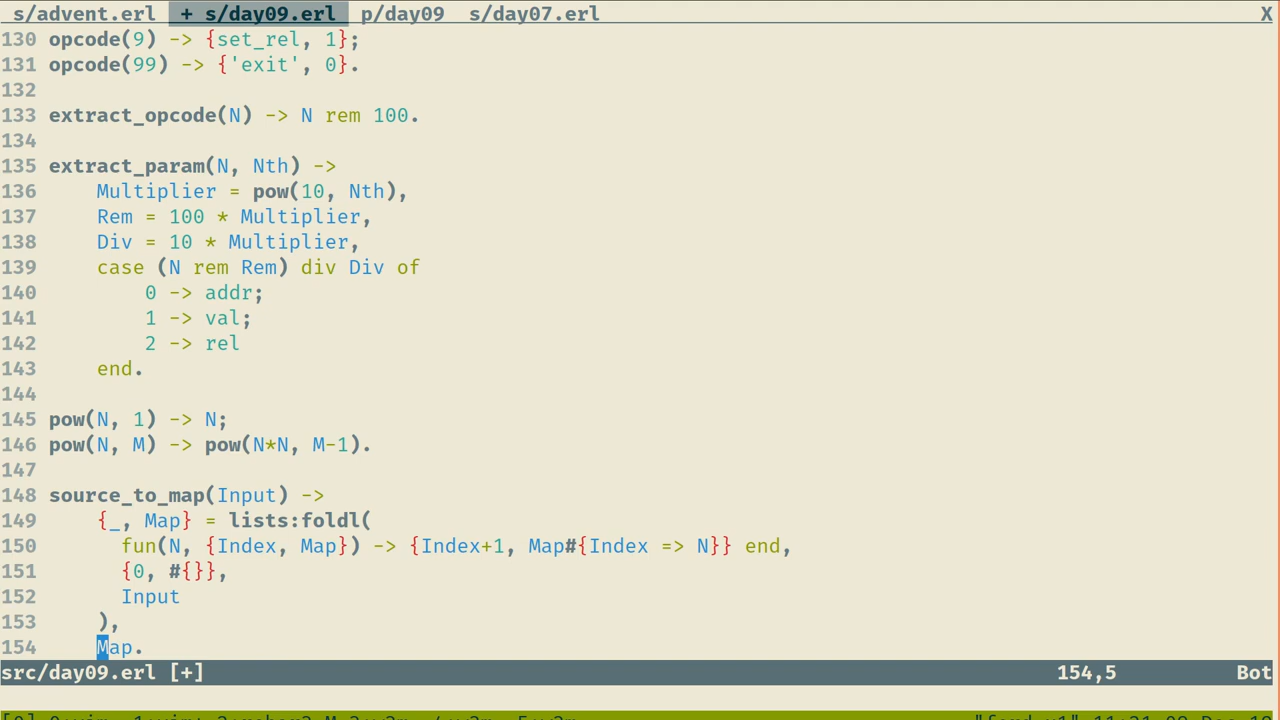 s/advent.erl + s/day09.erl p/day09 s/day07.erl X
130 opcode(9) -> {set_rel, 1};
131 opcode(99) -> {'exit', 0}.
132
133 extract_opcode(N) -> N rem 100.
134
135 extract_param(N, Nth) ->
136     Multiplier = pow(10, Nth),
137     Rem = 100 * Multiplier,
138     Div = 10 * Multiplier,
139     case (N rem Rem) div Div of
140         0 -> addr;
141         1 -> val;
142         2 -> rel
143     end.
144
145 pow(N, 1) -> N;
146 pow(N, M) -> pow(N*N, M-1).
147
148 source_to_map(Input) ->
149     {_, Map} = lists:foldl(
150       fun(N, {Index, Map}) -> {Index+1, Map#{Index => N}} end,
151       {0, #{}},
152       Input
153     ),
154     Map.
src/day09.erl [+] 154,5 Bot